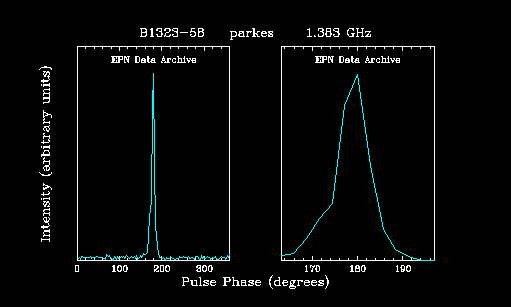 B1323-58 parkes 1.383 GHz
EPN Data Archive EPN Data Archive
Intensity (arbitrary units)
0 100 200 300 170 180 190
Pulse Phase (degrees)